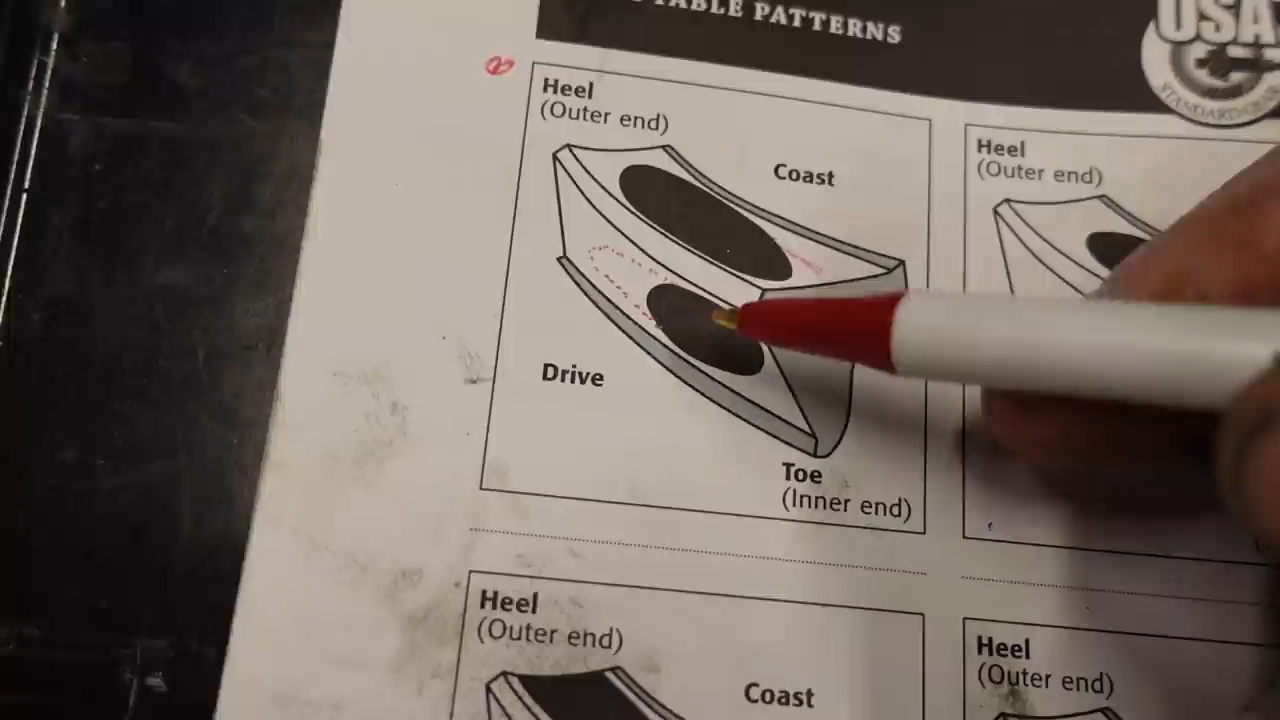 TABLE PATTERNS
USA
Heel
(Outer end)
Coast
Drive
Toe
(Inner end)
Heel
(Outer end)
Heel
(Outer end)
Coast
Heel
(Outer end)